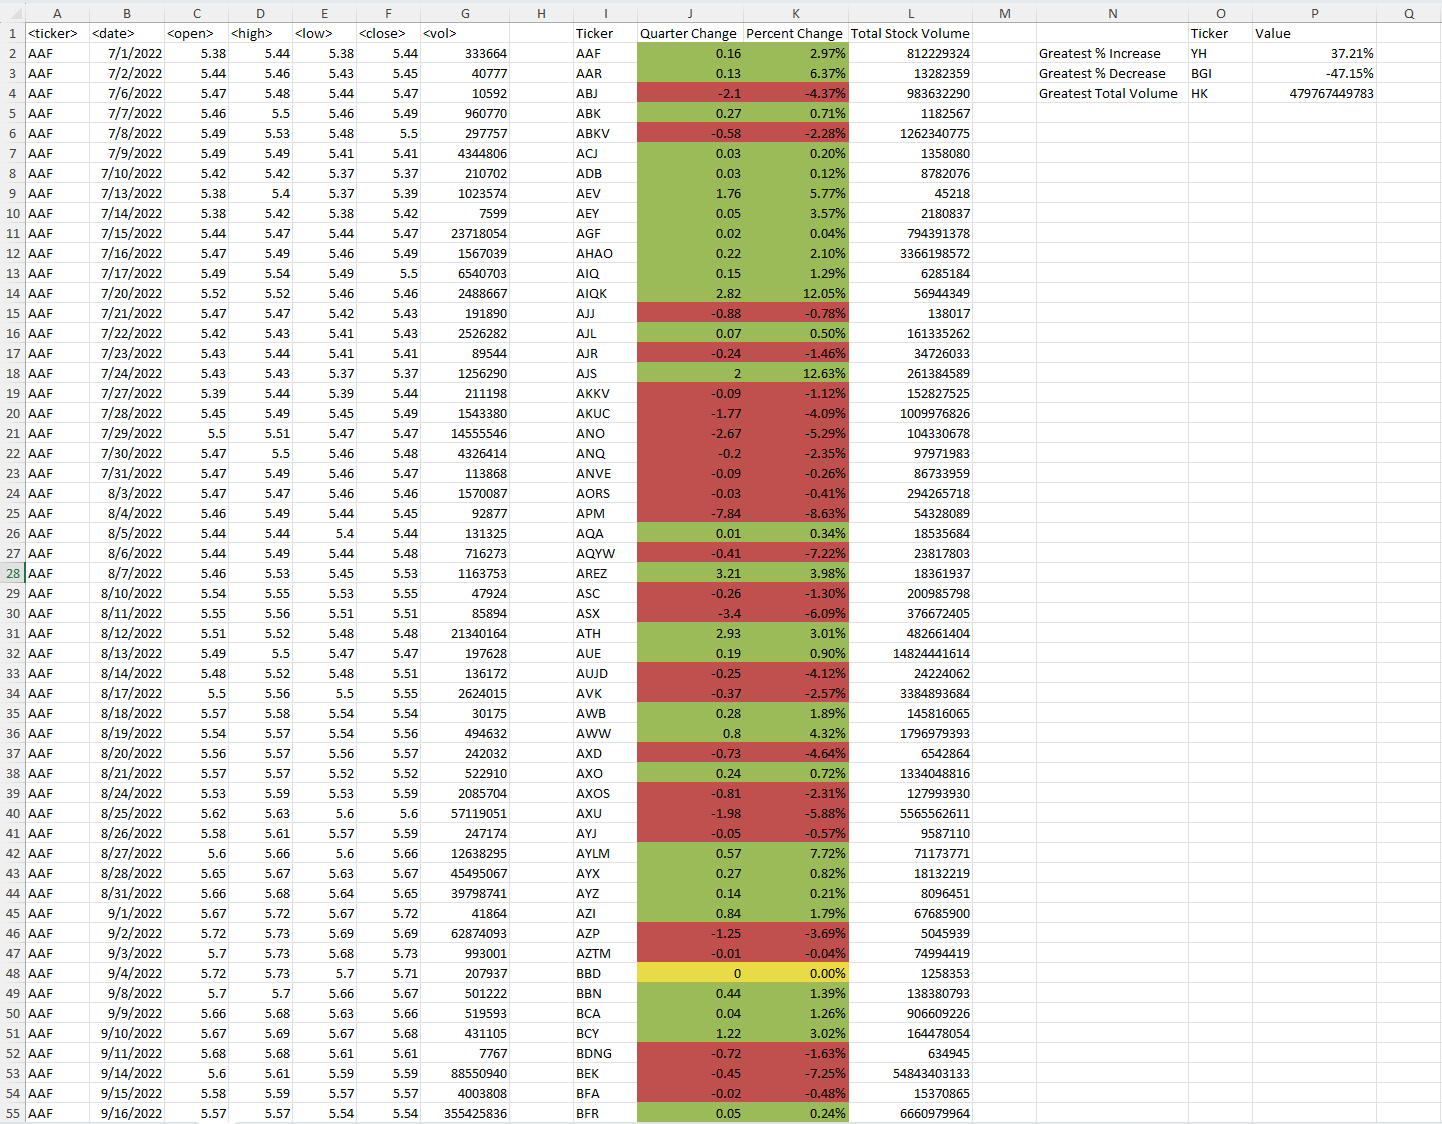 A B C D E F G H I J K L M N O P Q
1 <ticker> <date> <open> <high> <low> <close> <vol> Ticker Quarter Change Percent Change Total Stock Volume Ticker Value
2 AAF 7/1/2022 5.38 5.44 5.38 5.44 333664 AAF 0.16 2.97% 812229324 Greatest % Increase YH 37.21%
3 AAF 7/2/2022 5.44 5.46 5.43 5.45 40777 AAR 0.13 6.37% 13282359 Greatest % Decrease BGI -47.15%
4 AAF 7/6/2022 5.47 5.48 5.44 5.47 10592 ABJ -2.1 -4.37% 983632290 Greatest Total Volume HK 479767449783
5 AAF 7/7/2022 5.46 5.5 5.46 5.49 960770 ABK 0.27 0.71% 1182567
6 AAF 7/8/2022 5.49 5.53 5.48 5.5 297757 ABKV -0.58 -2.28% 1262340775
7 AAF 7/9/2022 5.49 5.49 5.41 5.41 4344806 ACJ 0.03 0.20% 1358080
8 AAF 7/10/2022 5.42 5.42 5.37 5.37 210702 ADB 0.03 0.12% 8782076
9 AAF 7/13/2022 5.38 5.4 5.37 5.39 1023574 AEV 1.76 5.77% 45218
10 AAF 7/14/2022 5.38 5.42 5.38 5.42 7599 AEY 0.05 3.57% 2180837
11 AAF 7/15/2022 5.44 5.47 5.44 5.47 23718054 AGF 0.02 0.04% 794391378
12 AAF 7/16/2022 5.47 5.49 5.46 5.49 1567039 AHAO 0.22 2.10% 3366198572
13 AAF 7/17/2022 5.49 5.54 5.49 5.5 6540703 AIQ 0.15 1.29% 6285184
14 AAF 7/20/2022 5.52 5.52 5.46 5.46 2488667 AIQK 2.82 12.05% 56944349
15 AAF 7/21/2022 5.47 5.47 5.42 5.43 191890 AJJ -0.88 -0.78% 138017
16 AAF 7/22/2022 5.42 5.43 5.41 5.43 2526282 AJL 0.07 0.50% 161335262
17 AAF 7/23/2022 5.43 5.44 5.41 5.41 89544 AJR -0.24 -1.46% 34726033
18 AAF 7/24/2022 5.43 5.43 5.37 5.37 1256290 AJS 2 12.63% 261384589
19 AAF 7/27/2022 5.39 5.44 5.39 5.44 211198 AKKV -0.09 -1.12% 152827525
20 AAF 7/28/2022 5.45 5.49 5.45 5.49 1543380 AKUC -1.77 -4.09% 1009976826
21 AAF 7/29/2022 5.5 5.51 5.47 5.47 14555546 ANO -2.67 -5.29% 104330678
22 AAF 7/30/2022 5.47 5.5 5.46 5.48 4326414 ANQ -0.2 -2.35% 97971983
23 AAF 7/31/2022 5.47 5.49 5.46 5.47 113868 ANVE -0.09 -0.26% 86733959
24 AAF 8/3/2022 5.47 5.47 5.46 5.46 1570087 AORS -0.03 -0.41% 294265718
25 AAF 8/4/2022 5.46 5.49 5.44 5.45 92877 APM -7.84 -8.63% 54328089
26 AAF 8/5/2022 5.44 5.44 5.4 5.44 131325 AQA 0.01 0.34% 18535684
27 AAF 8/6/2022 5.44 5.49 5.44 5.48 716273 AQYW -0.41 -7.22% 23817803
28 AAF 8/7/2022 5.46 5.53 5.45 5.53 1163753 AREZ 3.21 3.98% 18361937
29 AAF 8/10/2022 5.54 5.55 5.53 5.55 47924 ASC -0.26 -1.30% 200985798
30 AAF 8/11/2022 5.55 5.56 5.51 5.51 85894 ASX -3.4 -6.09% 376672405
31 AAF 8/12/2022 5.51 5.52 5.48 5.48 21340164 ATH 2.93 3.01% 482661404
32 AAF 8/13/2022 5.49 5.5 5.47 5.47 197628 AUE 0.19 0.90% 14824441614
33 AAF 8/14/2022 5.48 5.52 5.48 5.51 136172 AUJD -0.25 -4.12% 24224062
34 AAF 8/17/2022 5.5 5.56 5.5 5.55 2624015 AVK -0.37 -2.57% 3384893684
35 AAF 8/18/2022 5.57 5.58 5.54 5.54 30175 AWB 0.28 1.89% 145816065
36 AAF 8/19/2022 5.54 5.57 5.54 5.56 494632 AWW 0.8 4.32% 1796979393
37 AAF 8/20/2022 5.56 5.57 5.56 5.57 242032 AXD -0.73 -4.64% 6542864
38 AAF 8/21/2022 5.57 5.57 5.52 5.52 522910 AXO 0.24 0.72% 1334048816
39 AAF 8/24/2022 5.53 5.59 5.53 5.59 2085704 AXOS -0.81 -2.31% 127993930
40 AAF 8/25/2022 5.62 5.63 5.6 5.6 57119051 AXU -1.98 -5.88% 5565562611
41 AAF 8/26/2022 5.58 5.61 5.57 5.59 247174 AYJ -0.05 -0.57% 9587110
42 AAF 8/27/2022 5.6 5.66 5.6 5.66 12638295 AYLM 0.57 7.72% 71173771
43 AAF 8/28/2022 5.65 5.67 5.63 5.67 45495067 AYX 0.27 0.82% 18132219
44 AAF 8/31/2022 5.66 5.68 5.64 5.65 39798741 AYZ 0.14 0.21% 8096451
45 AAF 9/1/2022 5.67 5.72 5.67 5.72 41864 AZI 0.84 1.79% 67685900
46 AAF 9/2/2022 5.72 5.73 5.69 5.69 62874093 AZP -1.25 -3.69% 5045939
47 AAF 9/3/2022 5.7 5.73 5.68 5.73 993001 AZTM -0.01 -0.04% 74994419
48 AAF 9/4/2022 5.72 5.73 5.7 5.71 207937 BBD 0 0.00% 1258353
49 AAF 9/8/2022 5.7 5.7 5.66 5.67 501222 BBN 0.44 1.39% 138380793
50 AAF 9/9/2022 5.66 5.68 5.63 5.66 519593 BCA 0.04 1.26% 906609226
51 AAF 9/10/2022 5.67 5.69 5.67 5.68 431105 BCY 1.22 3.02% 164478054
52 AAF 9/11/2022 5.68 5.68 5.61 5.61 7767 BDNG -0.72 -1.63% 634945
53 AAF 9/14/2022 5.6 5.61 5.59 5.59 88550940 BEK -0.45 -7.25% 54843403133
54 AAF 9/15/2022 5.58 5.59 5.57 5.57 4003808 BFA -0.02 -0.48% 15370865
55 AAF 9/16/2022 5.57 5.57 5.54 5.54 355425836 BFR 0.05 0.24% 6660979964